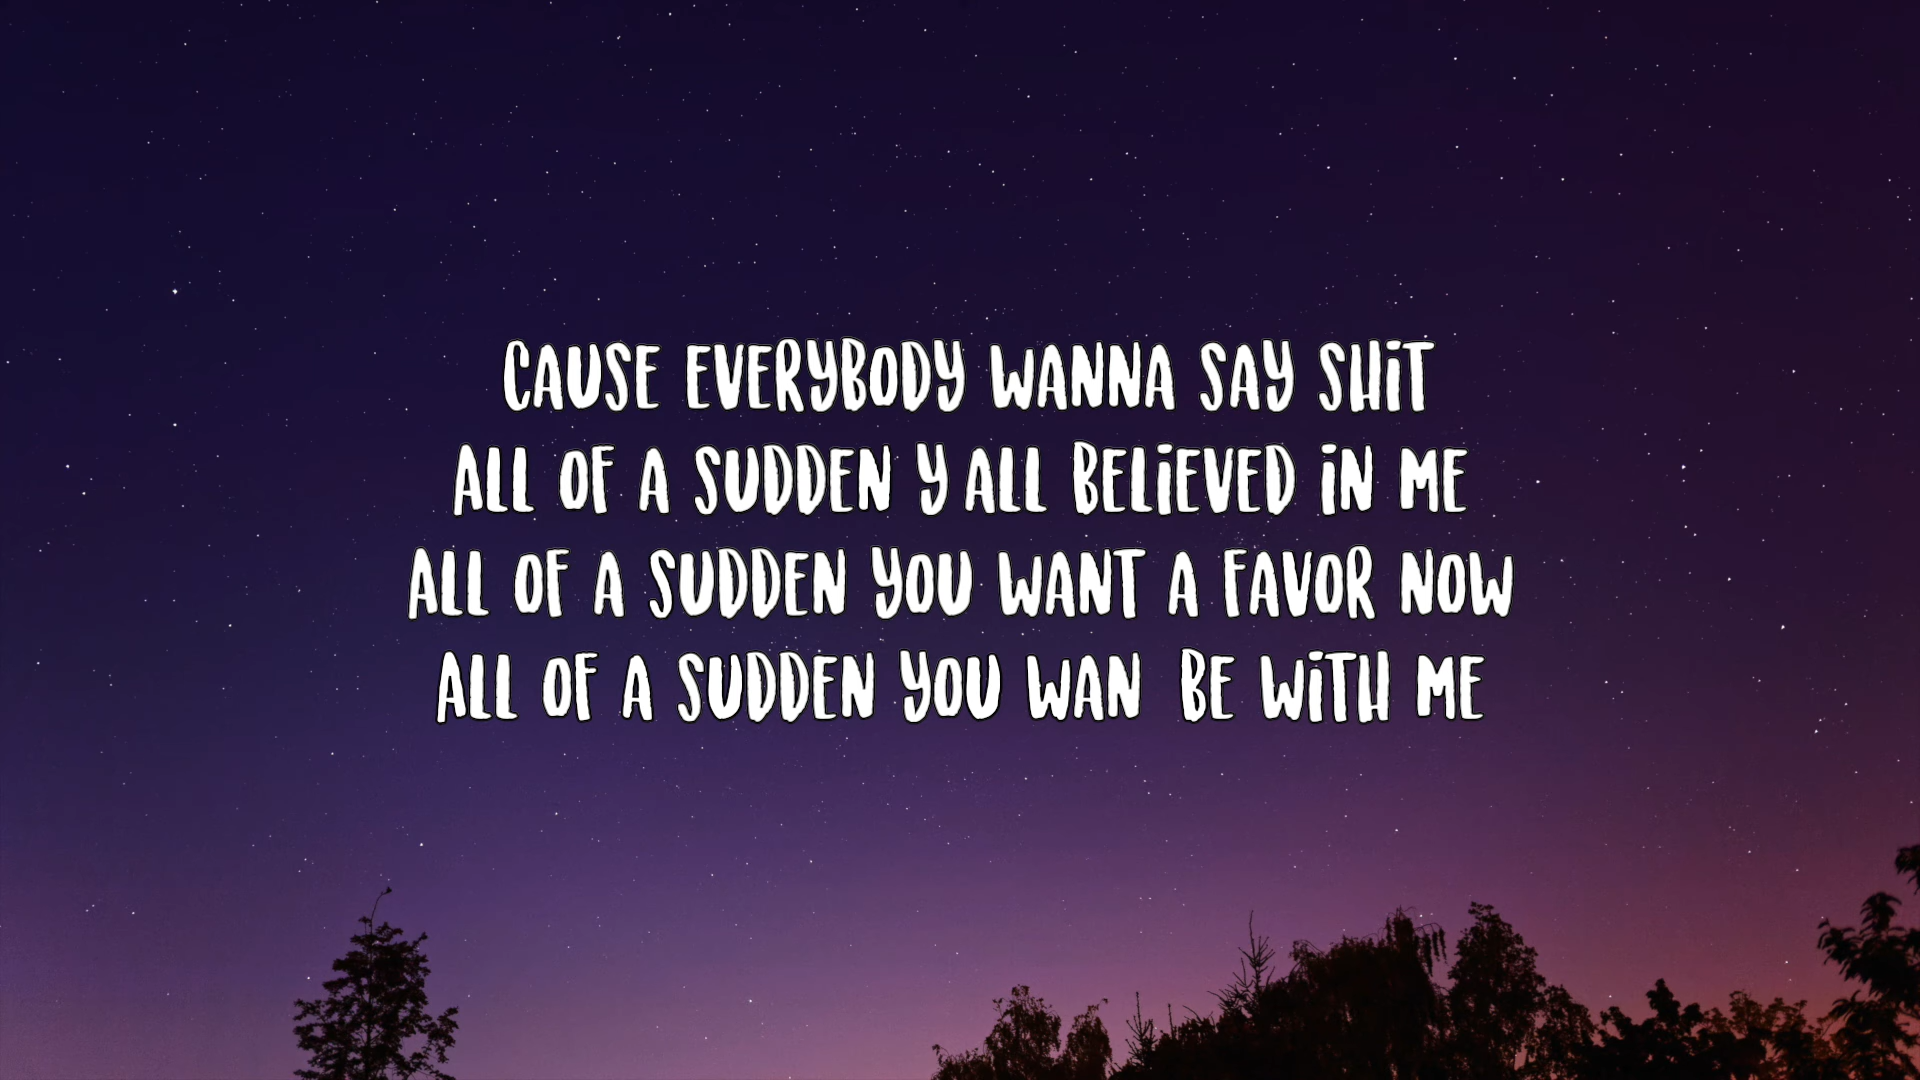 CAUSE EVERYBODY WANNA SAY SHiT
ALL OF A SUDDEN Y ALL BELiEVED iN ME
ALL OF A SUDDEN YOU WANT A FAVOR NOW
ALL OF A SUDDEN YOU WAN  BE WiTH ME